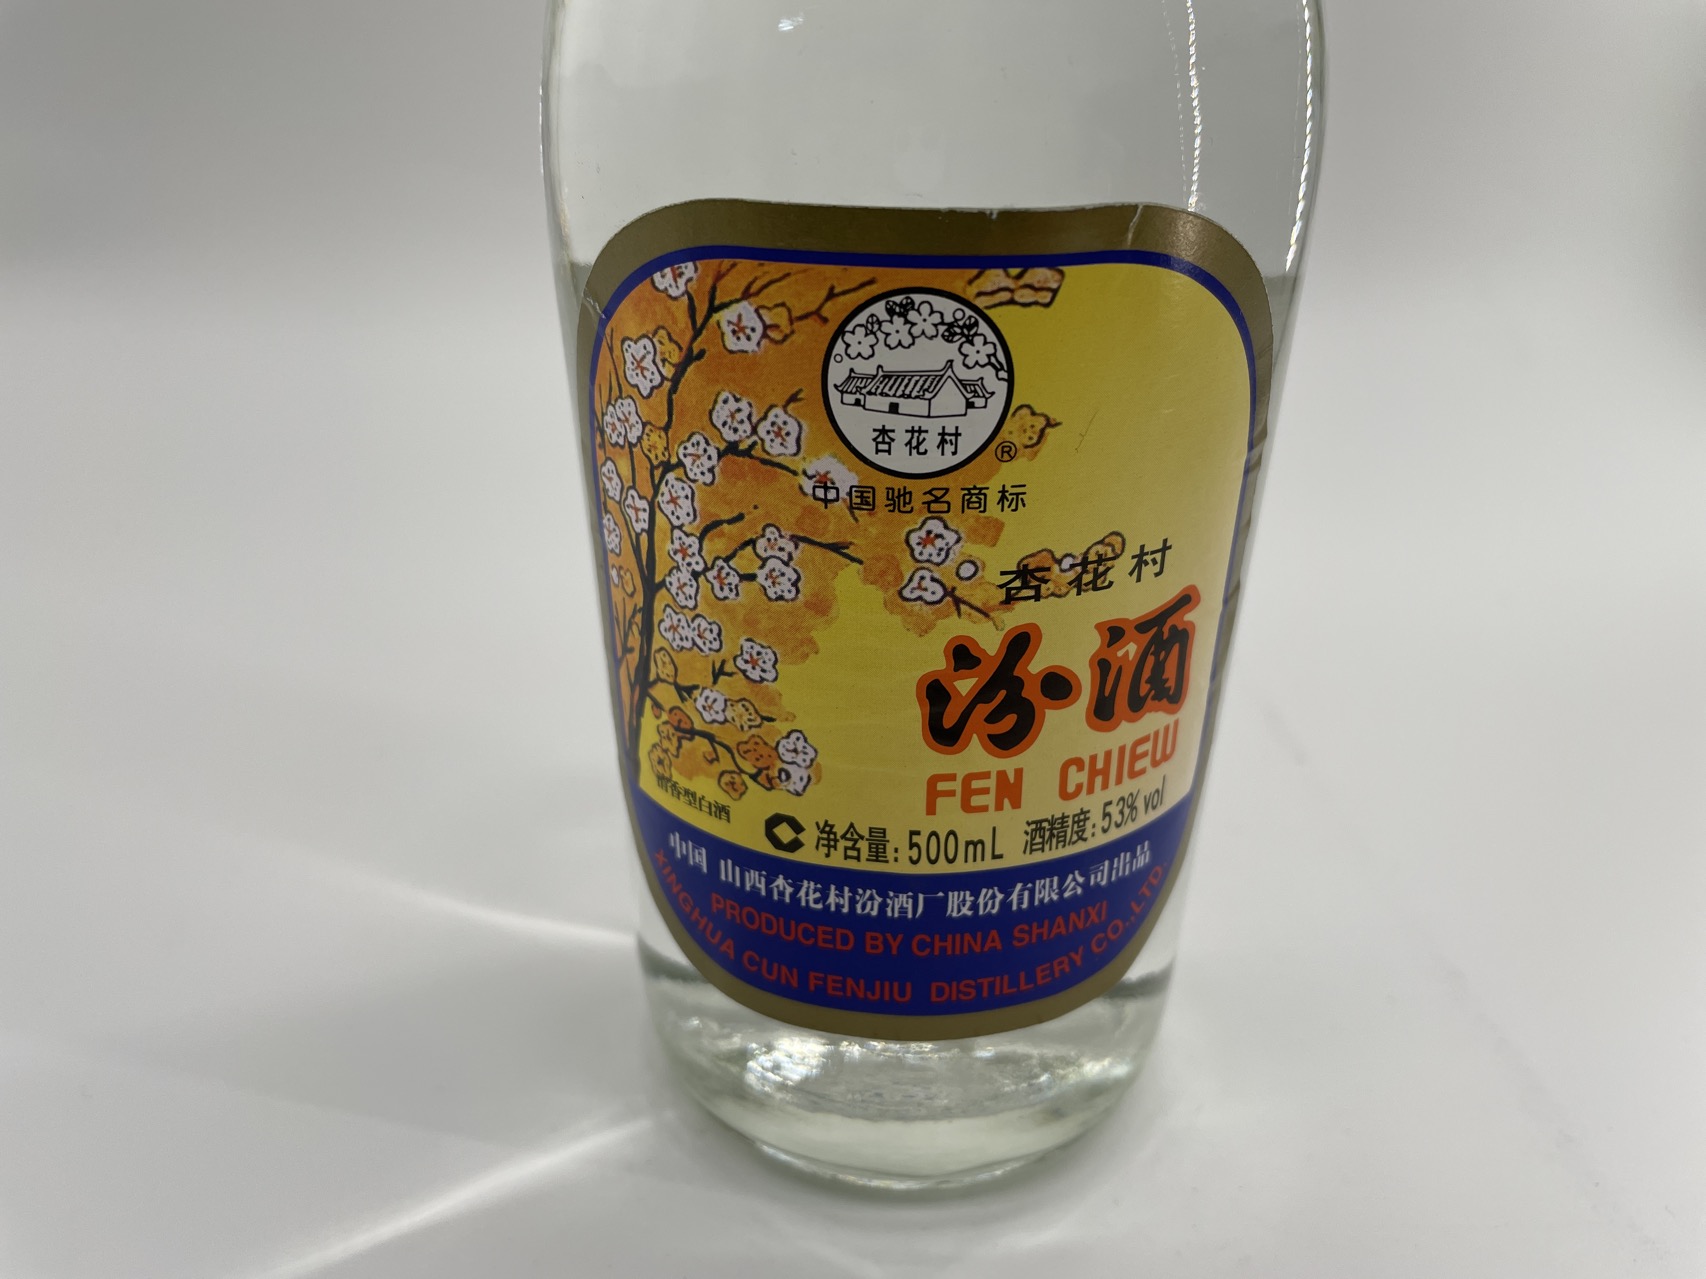 杏花村
®
中国驰名商标
杏花村
汾酒
FEN CHIEW
清香型白酒
净含量:500mL 酒精度:53%vol
中国 山西杏花村汾酒厂股份有限公司出品
PRODUCED BY CHINA SHANXI
XINGHUA CUN FENJIU DISTILLERY CO.,LTD.